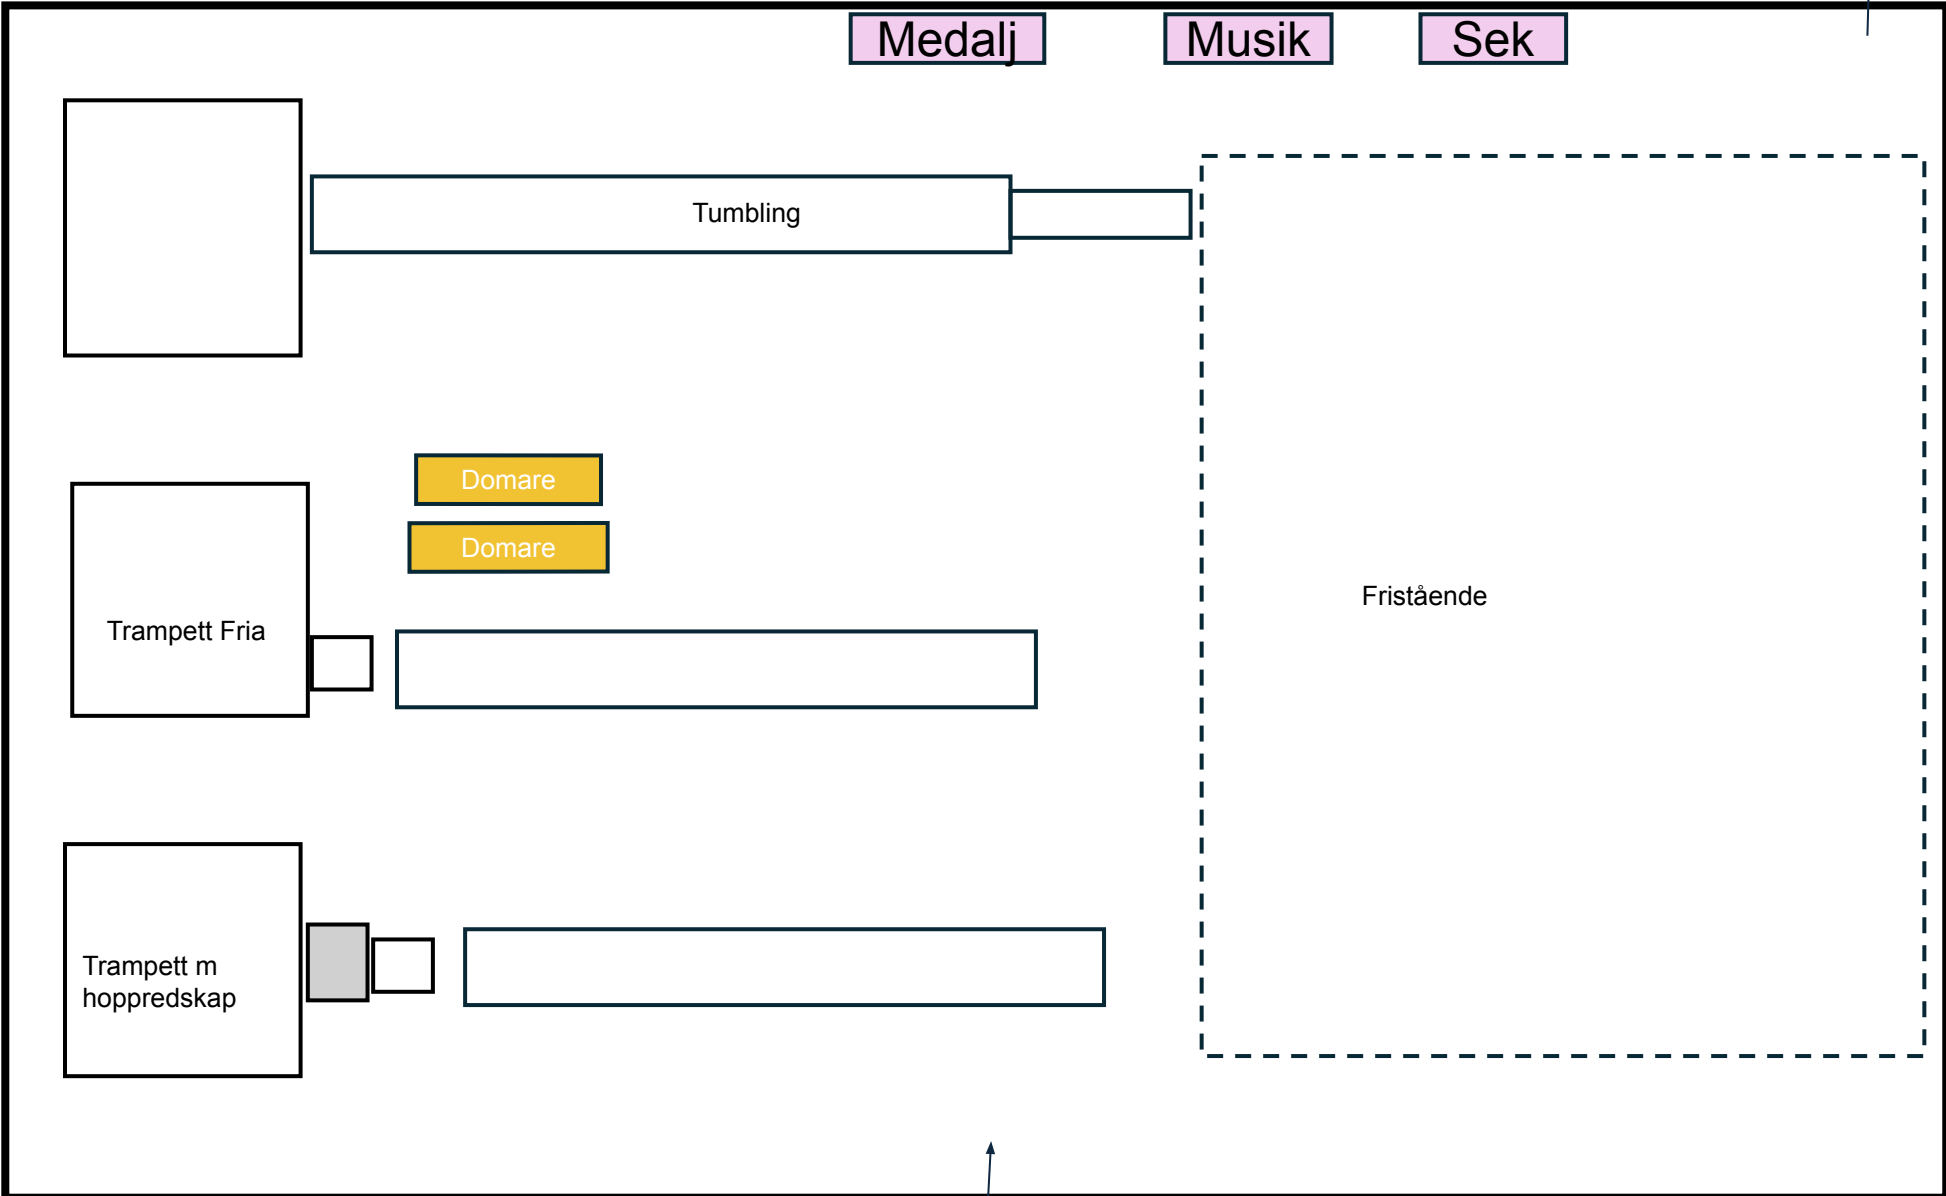 Medalj
Musik
Sek
Tumbling
Domare
Domare
Fristående
Trampett Fria
Trampett m
hoppredskap